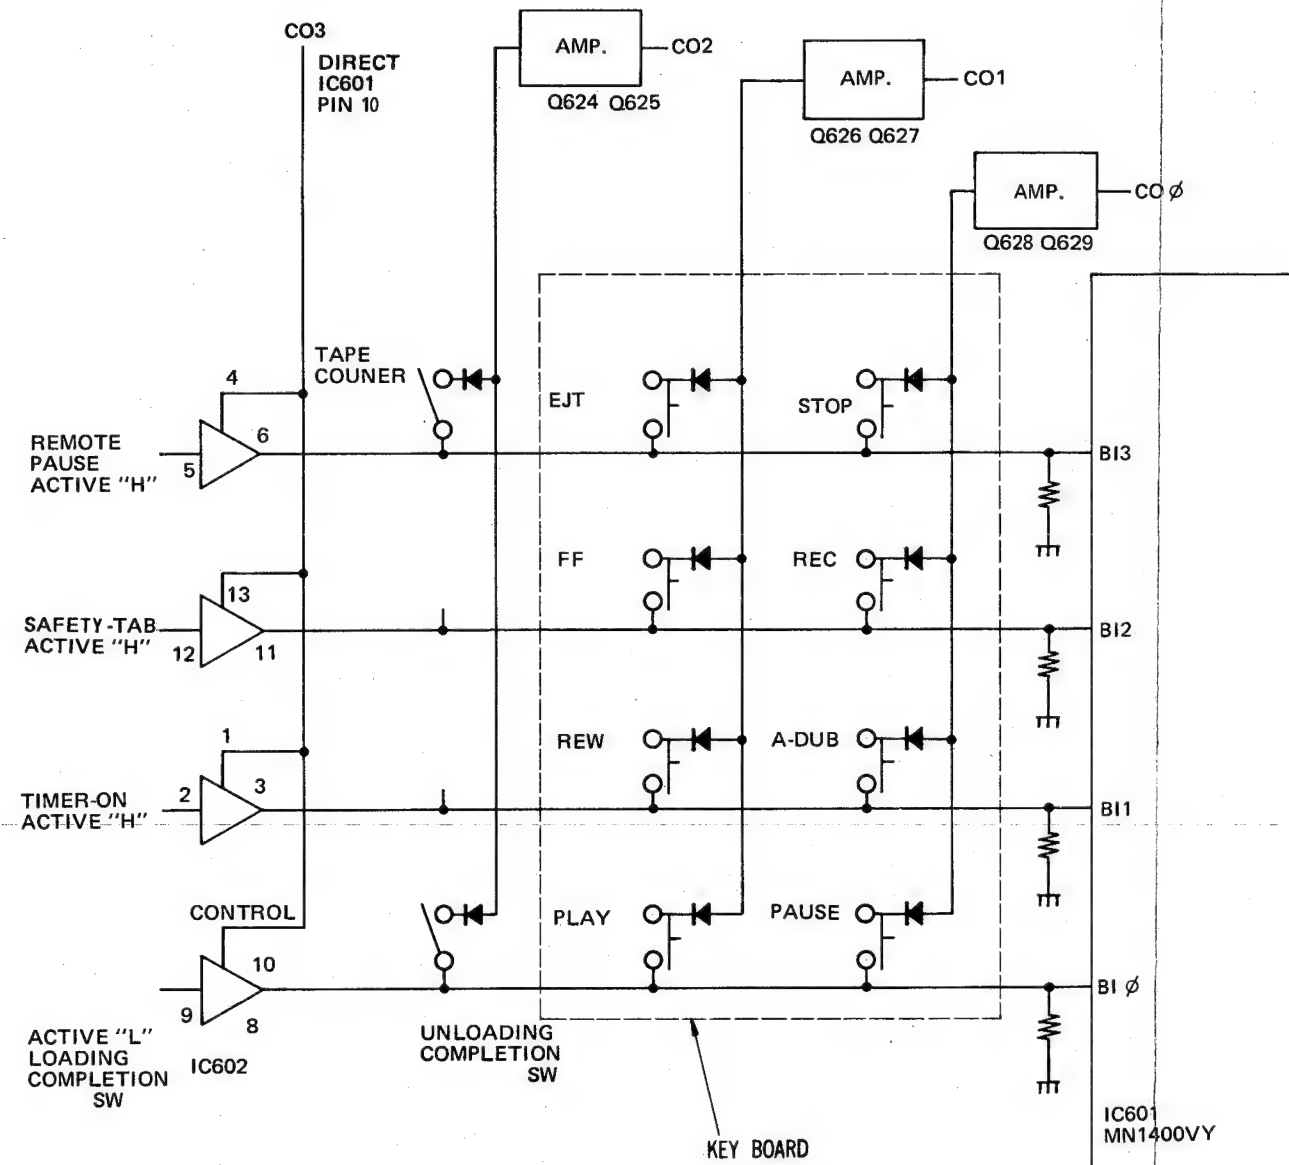 CO3
DIRECT
IC601
PIN 10
AMP.
CO2
Q624 Q625
AMP.
CO1
Q626 Q627
AMP.
CO Ø
Q628 Q629
TAPE
COUNER
4
EJT
STOP
6
REMOTE
PAUSE
ACTIVE "H"
5
BI3
FF
REC
13
SAFETY-TAB
ACTIVE "H"
12
11
BI2
1
REW
A-DUB
3
2
TIMER-ON
ACTIVE "H"
BI1
CONTROL
PLAY
PAUSE
10
9
8
BI Ø
ACTIVE "L"
LOADING
COMPLETION
SW
IC602
UNLOADING
COMPLETION
SW
KEY BOARD
IC601
MN1400VY